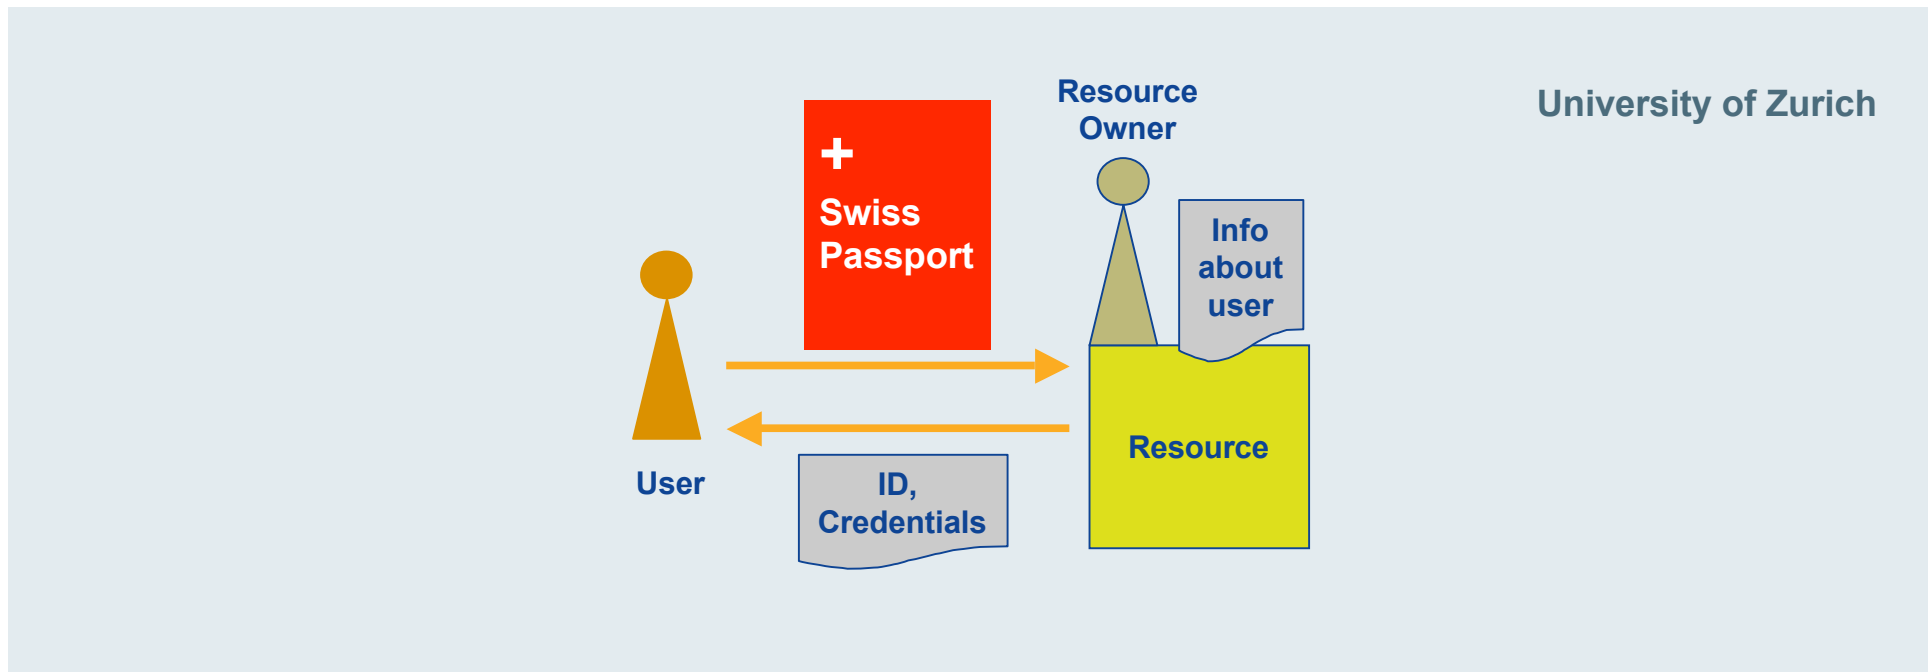 University of Zurich
Resource
Owner
+
Swiss
Passport
Info
about
user
User
ID,
Credentials
Resource